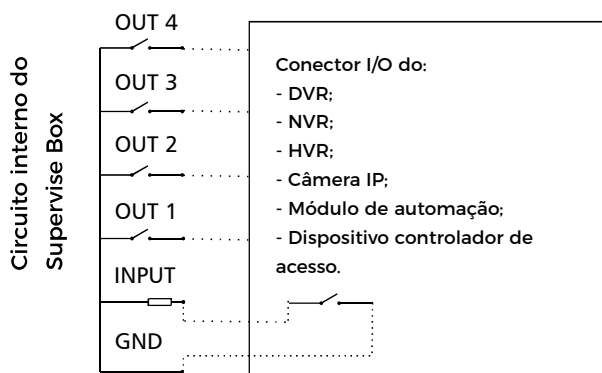 Circuito interno do
Supervise Box
OUT 4
OUT 3
OUT 2
OUT 1
INPUT
GND
Conector I/O do:
- DVR;
- NVR;
- HVR;
- Câmera IP;
- Módulo de automação;
- Dispositivo controlador de
acesso.